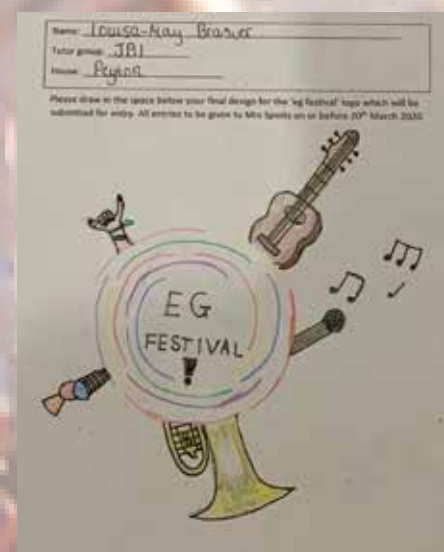 Name: Louisa-May Brasier
Tutor group: JB1
House:
Please draw in the space below your final design for the 'eg festival' logo which will be
submitted for entry. All entries to be given to Mrs on or before 20th March 2020
EG
FESTIVAL
!